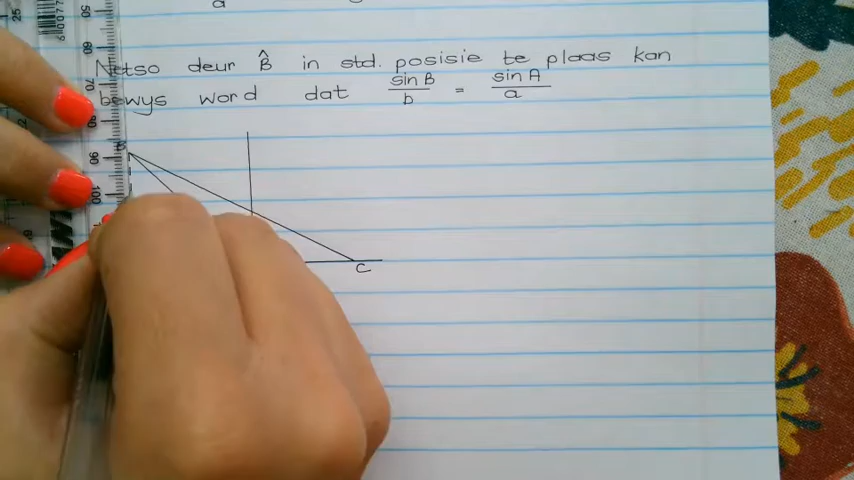 a
Netso deur B̂ in std. posisie te plaas kan
bewys word dat sin B / b = sin A / a
C